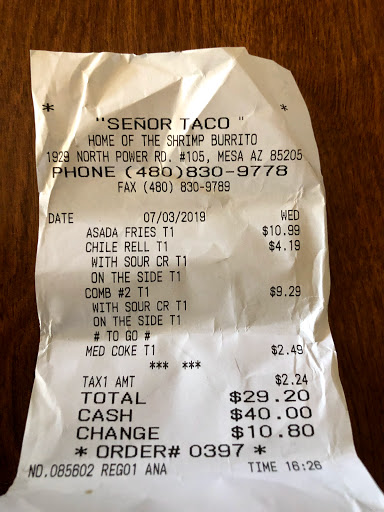 * *
"SEÑOR TACO "
HOME OF THE SHRIMP BURRITO
1929 NORTH POWER RD. #105, MESA AZ 85205
PHONE (480)830-9778
FAX (480) 830-9789
DATE 07/03/2019 WED
ASADA FRIES T1 $10.99
CHILE RELL T1 $4.19
WITH SOUR CR T1
ON THE SIDE T1
COMB #2 T1 $9.29
WITH SOUR CR T1
ON THE SIDE T1
# TO GO #
MED COKE T1 $2.49
*** ***
TAX1 AMT $2.24
TOTAL $29.20
CASH $40.00
CHANGE $10.80
* ORDER# 0397 *
NO.085602 REG01 ANA TIME 16:26